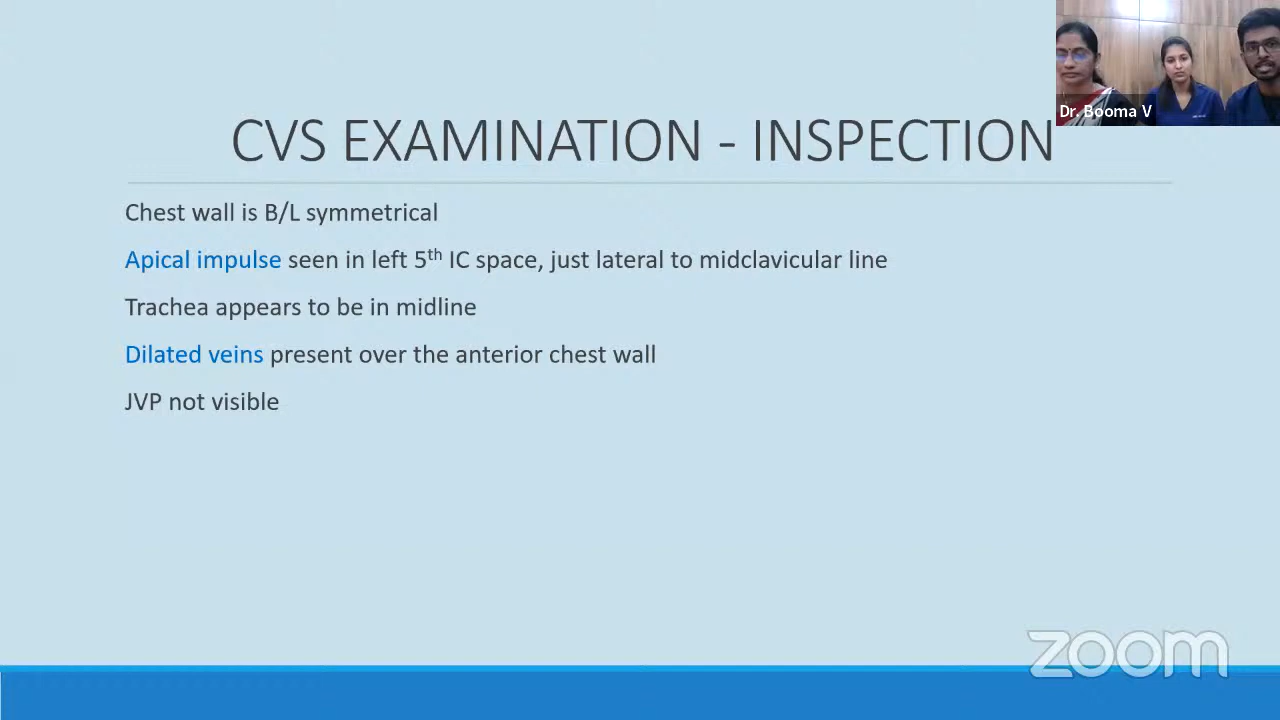 Dr. Booma V
CVS EXAMINATION - INSPECTION
Chest wall is B/L symmetrical
Apical impulse seen in left 5th IC space, just lateral to midclavicular line
Trachea appears to be in midline
Dilated veins present over the anterior chest wall
JVP not visible
zoom